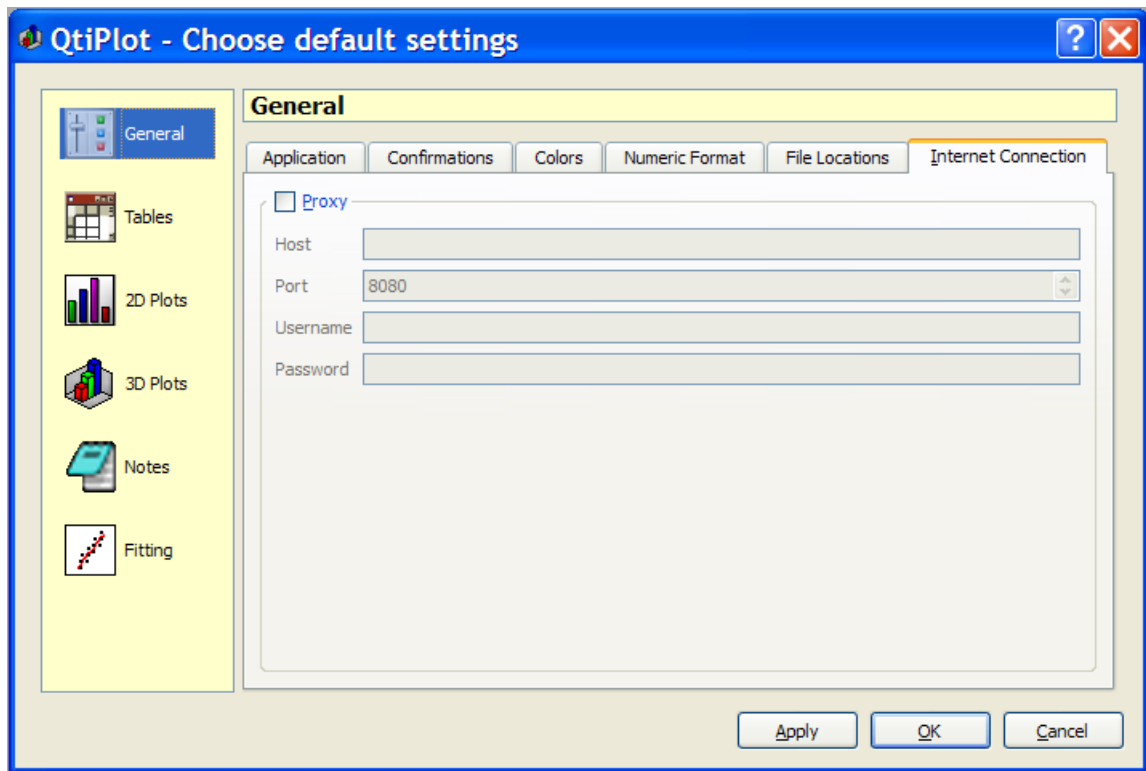 QtiPlot - Choose default settings
General
Tables
2D Plots
3D Plots
Notes
Fitting
General
Application Confirmations Colors Numeric Format File Locations Internet Connection
Proxy
Host
Port 8080
Username
Password
Apply OK Cancel